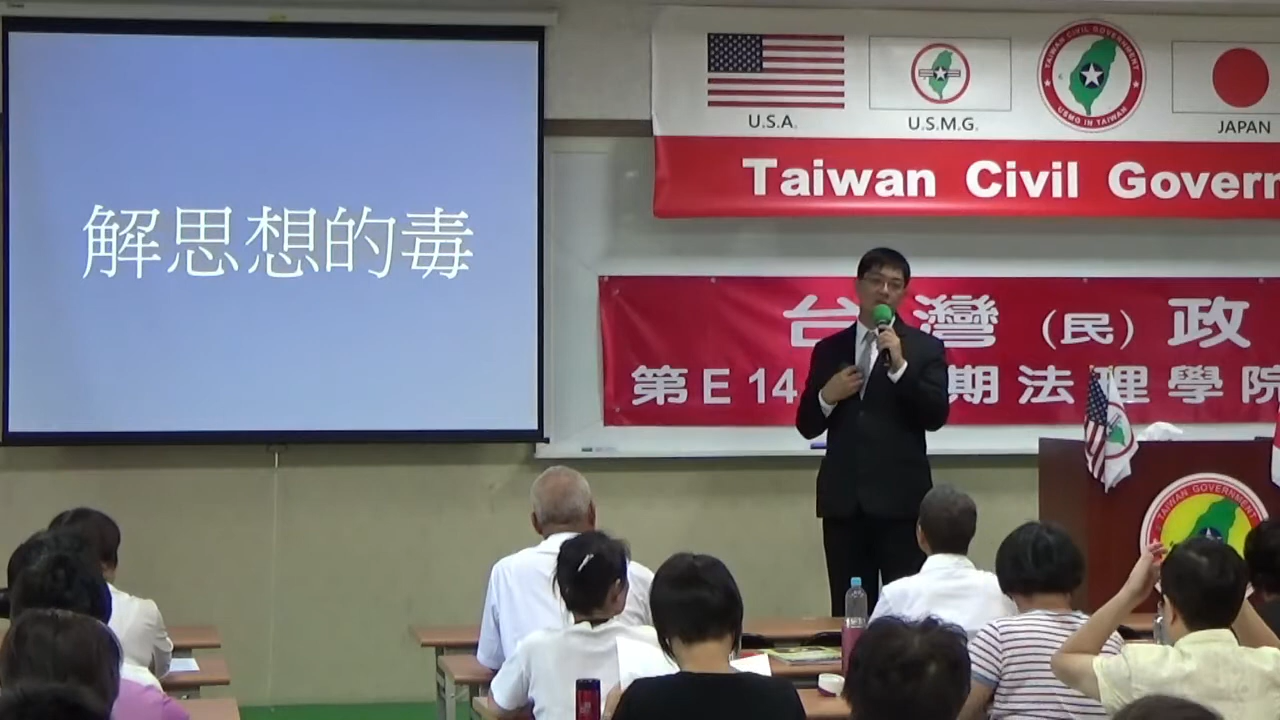 解思想的毒
U.S.A.
U.S.M.G.
TAIWAN CIVIL GOVERNMENT
USMG IN TAIWAN
JAPAN
Taiwan Civil Govern
台灣（民）政
第E14
期法理學院
TAIWAN GOVERNMENT